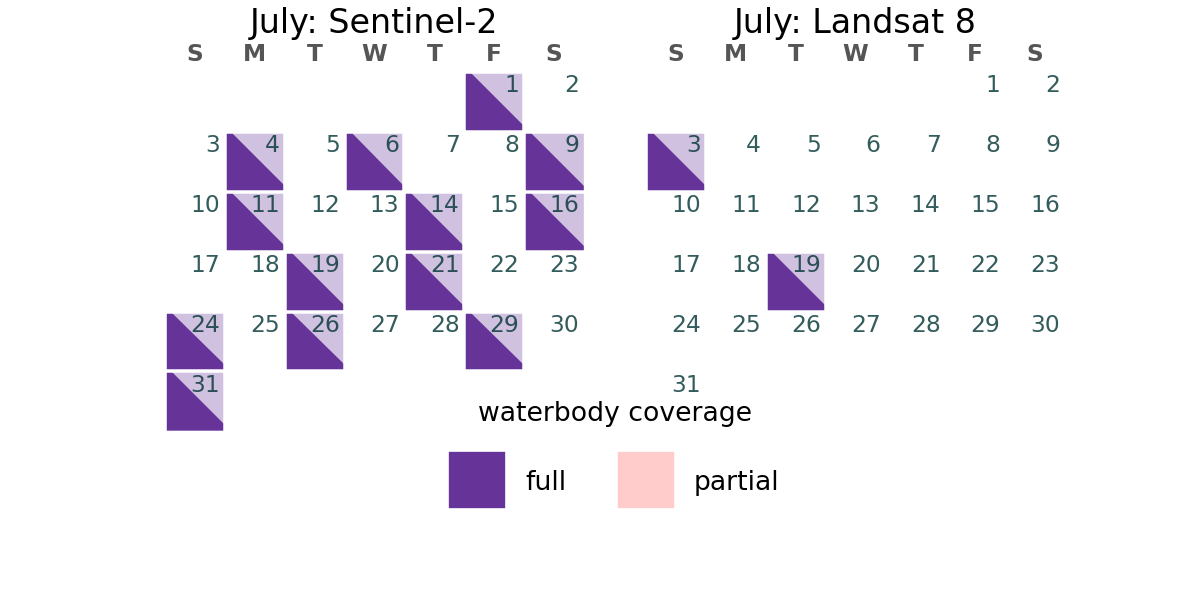 July: Sentinel-2
S M T W T F S
1 2
3 4 5 6 7 8 9
10 11 12 13 14 15 16
17 18 19 20 21 22 23
24 25 26 27 28 29 30
31
July: Landsat 8
S M T W T F S
1 2
3 4 5 6 7 8 9
10 11 12 13 14 15 16
17 18 19 20 21 22 23
24 25 26 27 28 29 30
31
waterbody coverage
full partial